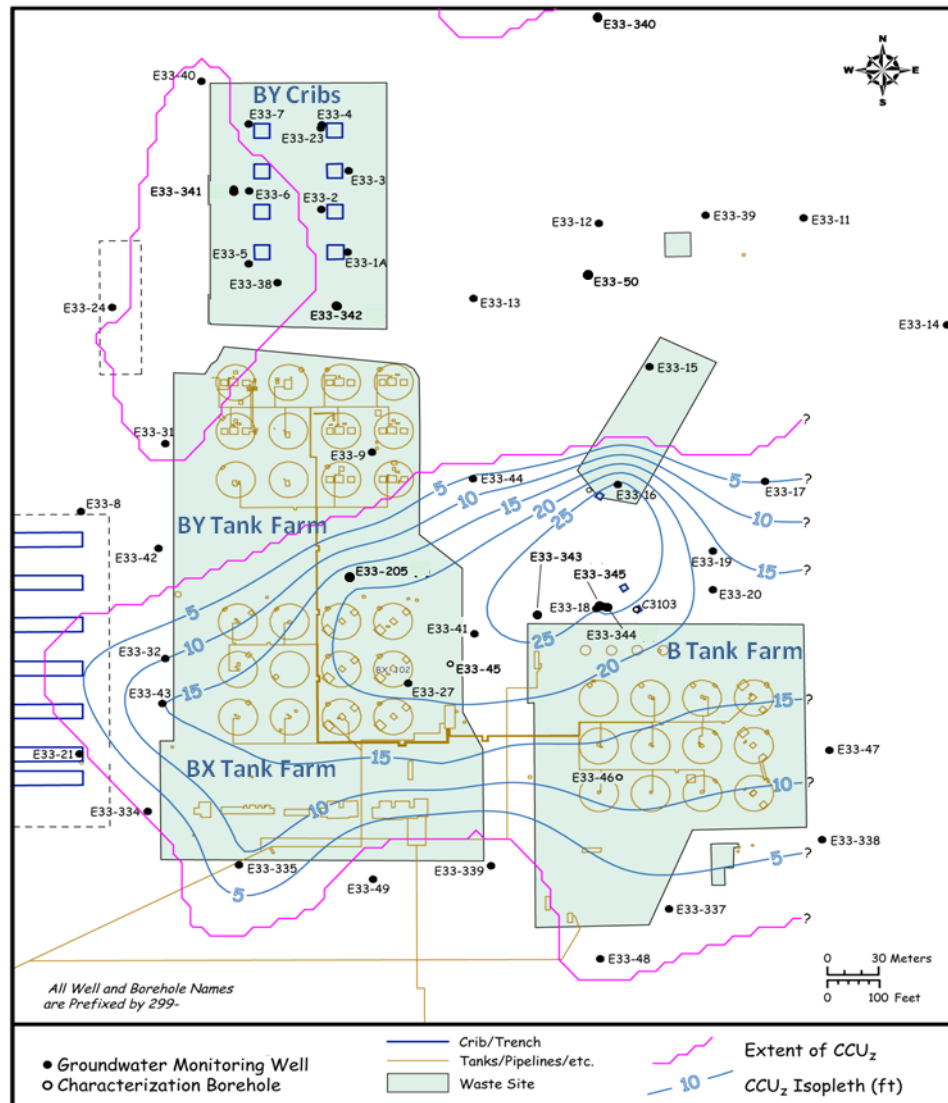 E33-340
N
W E
S
E33-40
BY Cribs
E33-7
E33-4
E33-23
E33-3
E33-341
E33-6
E33-2
E33-12
E33-39
E33-11
E33-5
E33-1A
E33-38
E33-50
E33-24
E33-342
E33-13
E33-14
E33-15
E33-31
E33-9
?
5
E33-44
10
15
20
25
E33-16
5
?
E33-17
E33-8
BY Tank Farm
10
?
E33-42
E33-343
E33-19
15
?
5
E33-205
E33-345
E33-20
E33-18
C3103
10
E33-41
25
E33-344
E33-32
15
E33-45
20
B Tank Farm
BX-102
E33-43
E33-27
15
?
E33-21
15
E33-47
BX Tank Farm
E33-46
10
?
E33-334
10
E33-338
5
?
E33-335
E33-339
5
E33-49
E33-337
?
E33-48
0 30 Meters
0 100 Feet
All Well and Borehole Names
are Prefixed by 299-
Groundwater Monitoring Well
Characterization Borehole
Crib/Trench
Tanks/Pipelines/etc.
Waste Site
Extent of CCUz
10 CCUz Isopleth (ft)